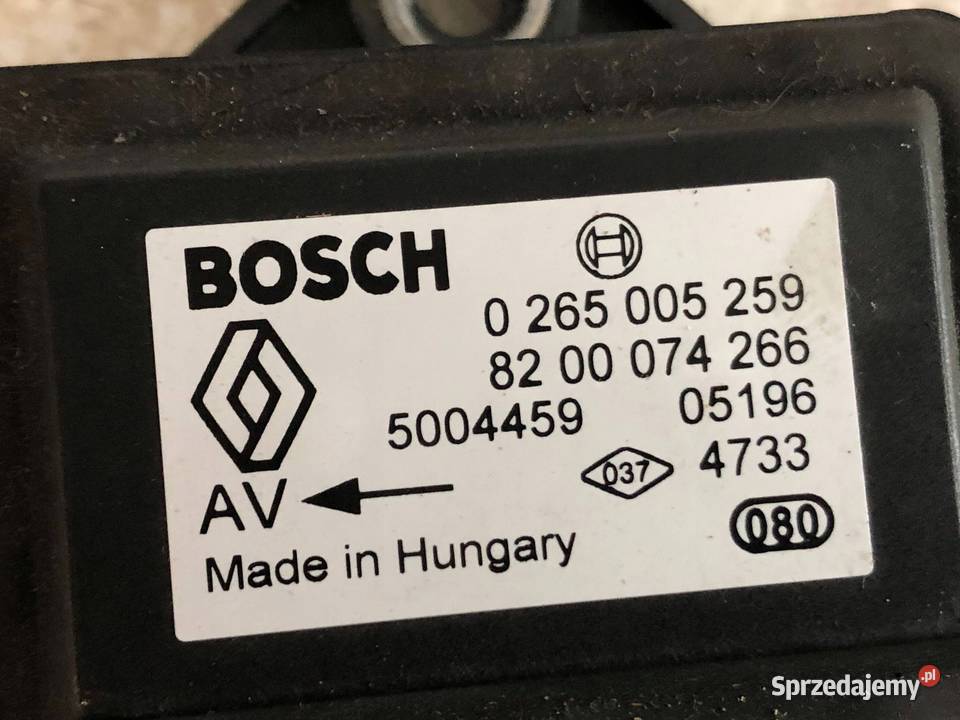 BOSCH
0 265 005 259
82 00 074 266
5004459 05196
037 4733
AV
080
Made in Hungary
Sprzedajemy.pl